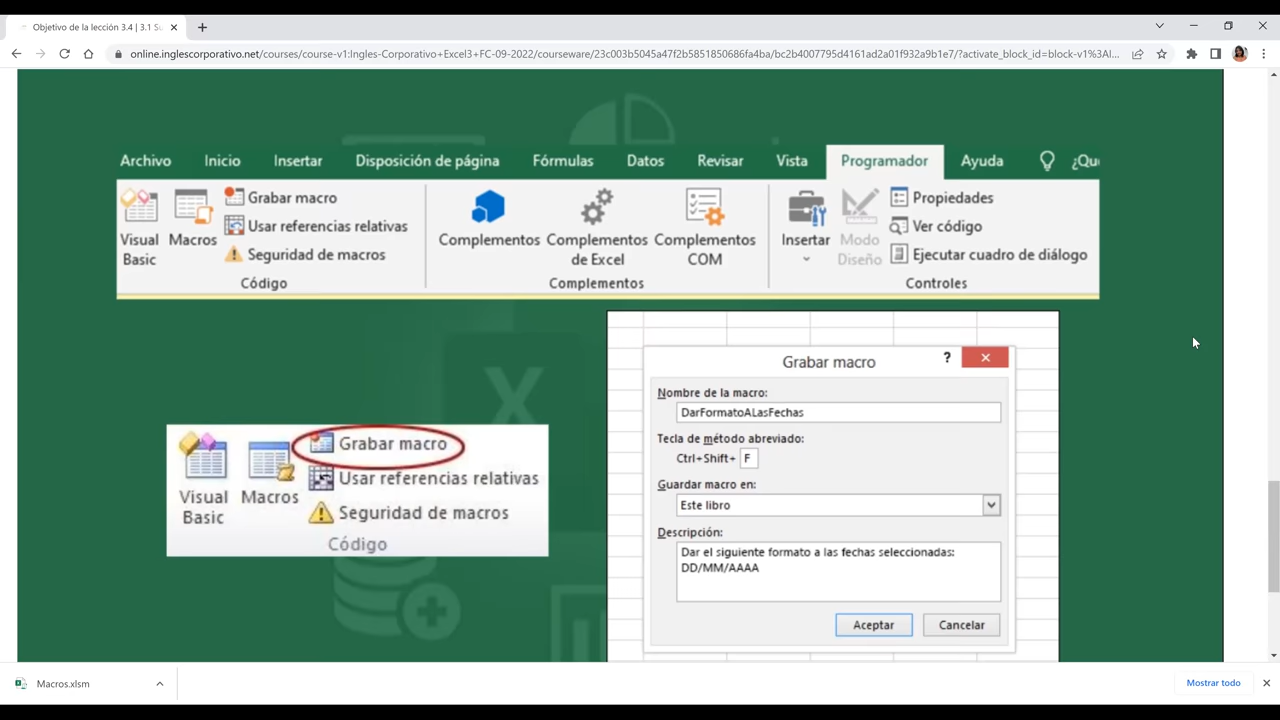 Objetivo de la lección 3.4 | 3.1 Su
online.inglescorporativo.net/courses/course-v1:Ingles-Corporativo+Excel3+FC-09-2022/courseware/23c003b5045a47f2b5851850686fa4ba/bc2b4007795d4161ad2a01f932a9b1e7/?activate_block_id=block-v1%3AI...
Archivo Inicio Insertar Disposición de página Fórmulas Datos Revisar Vista Programador Ayuda ¿Qu
Visual Basic
Macros
Grabar macro
Usar referencias relativas
Seguridad de macros
Código
Complementos
Complementos de Excel
Complementos COM
Complementos
Insertar
Modo Diseño
Propiedades
Ver código
Ejecutar cuadro de diálogo
Controles
Visual Basic
Macros
Grabar macro
Usar referencias relativas
Seguridad de macros
Código
Grabar macro
?
Nombre de la macro:
DarFormatoALasFechas
Tecla de método abreviado:
Ctrl+Shift+ F
Guardar macro en:
Este libro
Descripción:
Dar el siguiente formato a las fechas seleccionadas:
DD/MM/AAAA
Aceptar Cancelar
Macros.xlsm
Mostrar todo